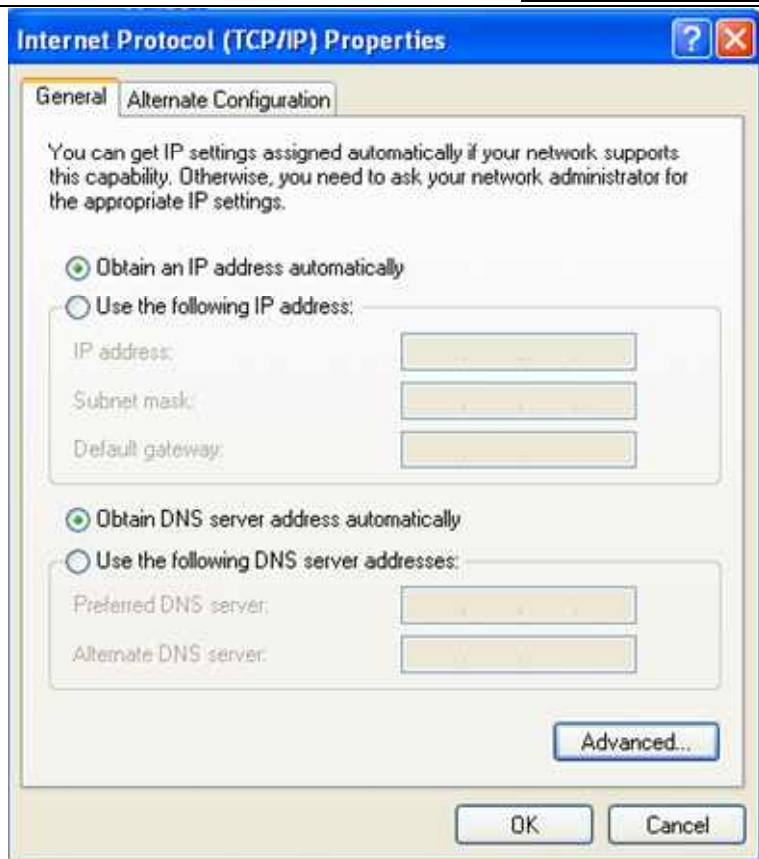 Internet Protocol (TCP/IP) Properties
General
Alternate Configuration
You can get IP settings assigned automatically if your network supports
this capability. Otherwise, you need to ask your network administrator for
the appropriate IP settings.
Obtain an IP address automatically
Use the following IP address:
IP address:
Subnet mask:
Default gateway:
Obtain DNS server address automatically
Use the following DNS server addresses:
Preferred DNS server:
Alternate DNS server:
Advanced...
OK
Cancel